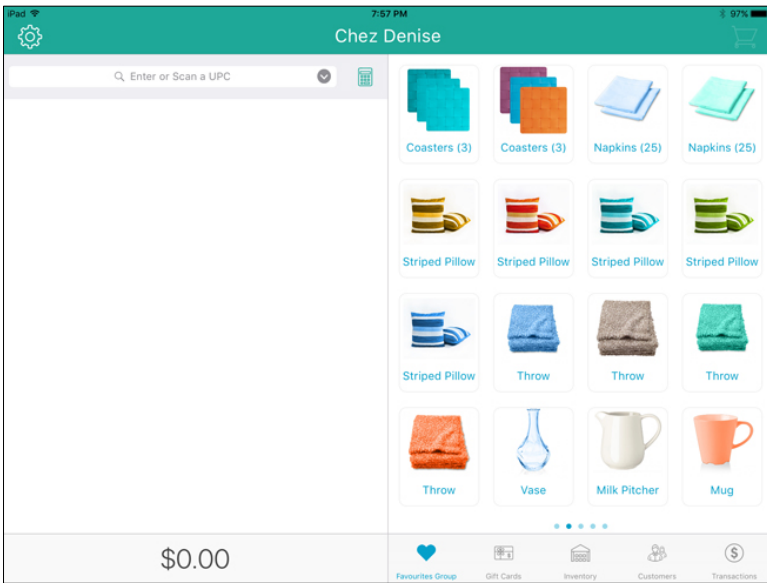 iPad 7:57 PM 97%
Chez Denise
Enter or Scan a UPC
Coasters (3) Coasters (3) Napkins (25) Napkins (25)
Striped Pillow Striped Pillow Striped Pillow Striped Pillow
Striped Pillow Throw Throw Throw
Throw Vase Milk Pitcher Mug
$0.00
Favourites Group Gift Cards Inventory Customers Transactions